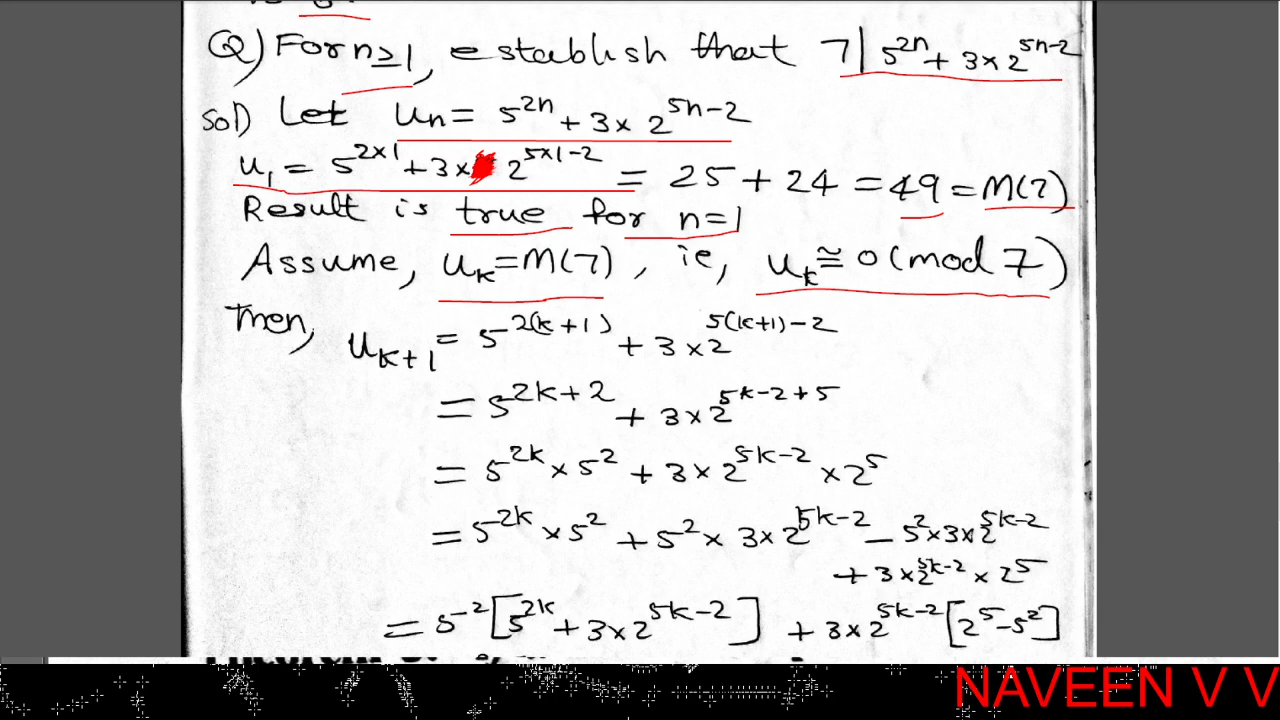 Q) For n≥1, establish that 7| 5^{2n} + 3×2^{5n-2}
Sol) Let u_n = 5^{2n} + 3×2^{5n-2}
u_1 = 5^{2×1} + 3× 2^{5×1-2} = 25 + 24 = 49 = M(7)
Result is true for n=1
Assume, u_k = M(7), ie, u_k ≅ 0 (mod 7)
Then, u_{k+1} = 5^{2(k+1)} + 3×2^{5(k+1)-2}
= 5^{2k+2} + 3×2^{5k-2+5}
= 5^{2k} × 5^2 + 3×2^{5k-2} × 2^5
= 5^{2k} × 5^2 + 5^2 × 3×2^{5k-2} - 5^2×3×2^{5k-2}
+ 3×2^{5k-2} × 2^5
= 5^2 [5^{2k} + 3×2^{5k-2}] + 3×2^{5k-2} [2^5 - 5^2]
NAVEEN V V